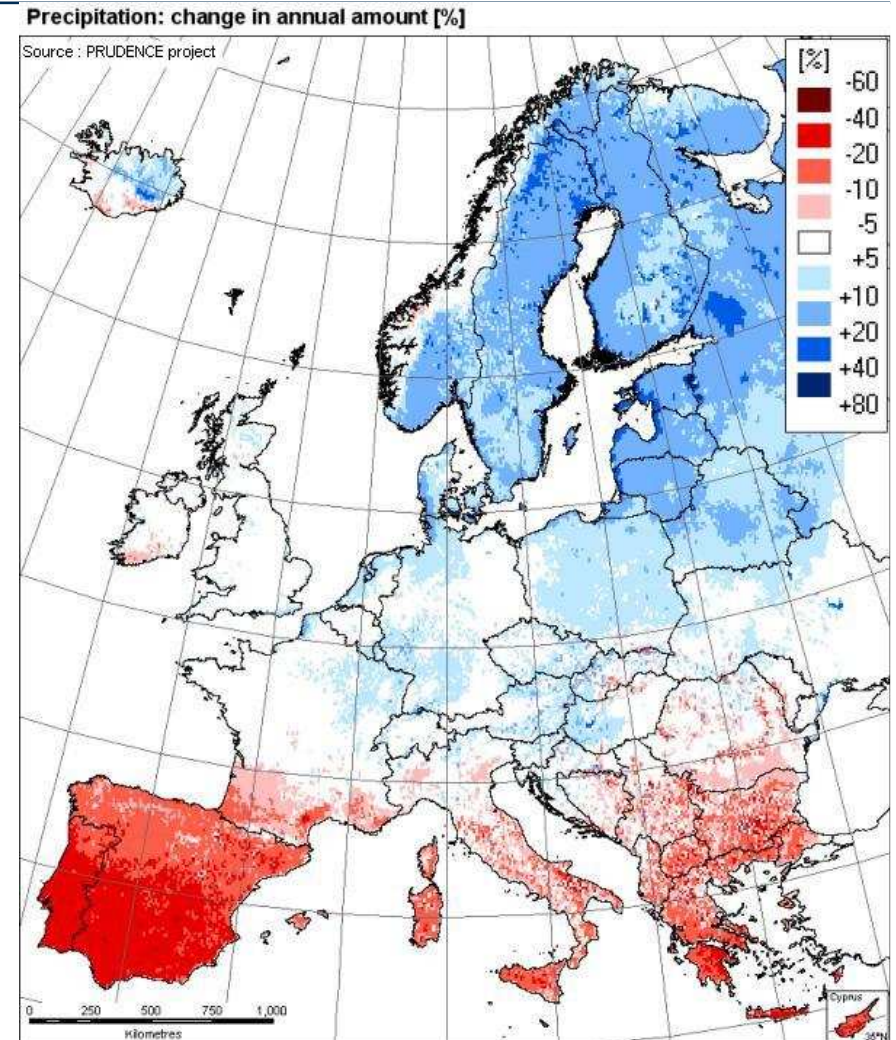 Precipitation: change in annual amount [%]
Source : PRUDENCE project
[%]
-60
-40
-20
-10
-5
+5
+10
+20
+40
+80
0 250 500 750 1,000
Kilometres
Cyprus
35°N